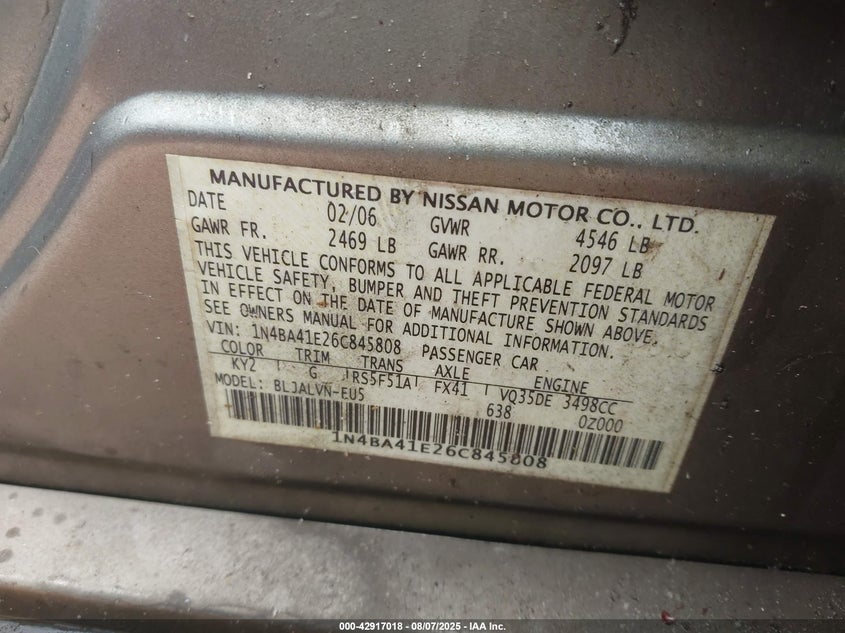 MANUFACTURED BY NISSAN MOTOR CO., LTD.
DATE 02/06 GVWR 4546 LB
GAWR FR. 2469 LB GAWR RR. 2097 LB
THIS VEHICLE CONFORMS TO ALL APPLICABLE FEDERAL MOTOR
VEHICLE SAFETY, BUMPER AND THEFT PREVENTION STANDARDS
IN EFFECT ON THE DATE OF MANUFACTURE SHOWN ABOVE.
SEE OWNERS MANUAL FOR ADDITIONAL INFORMATION.
VIN: 1N4BA41E26C845808 PASSENGER CAR
COLOR TRIM TRANS AXLE ENGINE
KY2 G RS5F51A FX41 VQ35DE 3498CC
MODEL: BLJALVN-EU5 638 0Z000
1N4BA41E26C845808
000-42917018 - 08/07/2025 - IAA Inc.